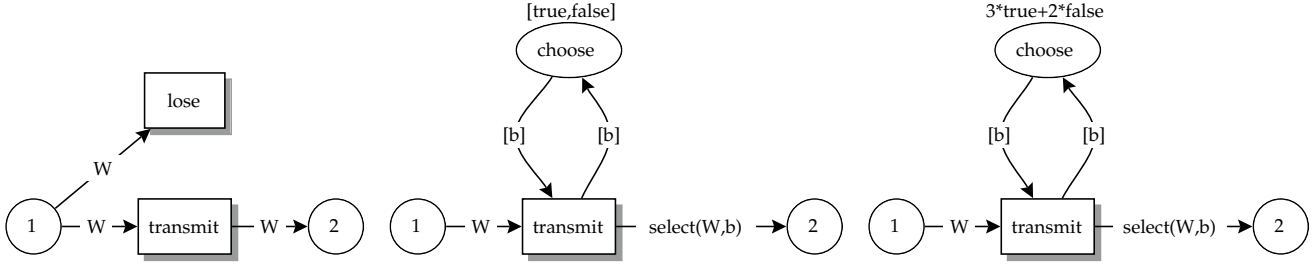 lose
W
1
W
transmit
W
2
[true,false]
choose
[b]
[b]
1
W
transmit
select(W,b)
2
3*true+2*false
choose
[b]
[b]
1
W
transmit
select(W,b)
2